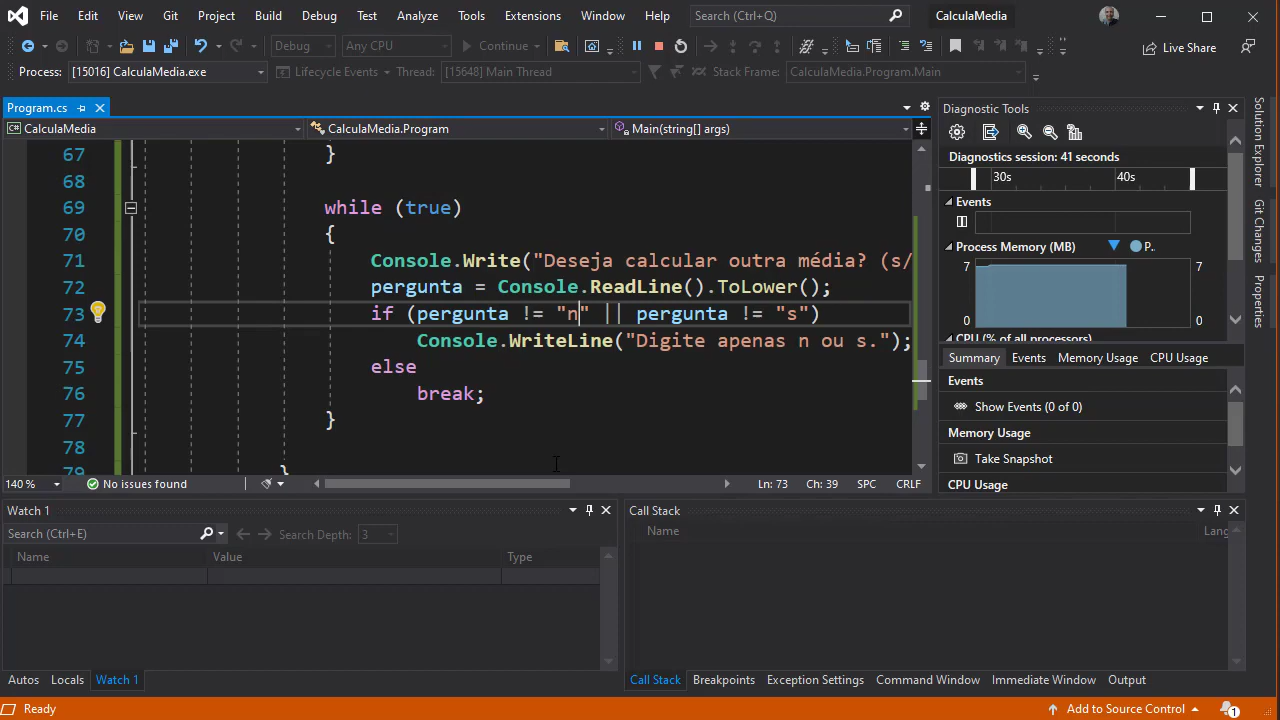 File Edit View Git Project Build Debug Test Analyze Tools Extensions Window Help Search (Ctrl+Q) CalculaMedia
Debug Any CPU Continue Live Share
Process: [15016] CalculaMedia.exe Lifecycle Events Thread: [15648] Main Thread Stack Frame: CalculaMedia.Program.Main
Program.cs
CalculaMedia CalculaMedia.Program Main(string[] args)
67 }
68
69 while (true)
70 {
71 Console.Write("Deseja calcular outra média? (s/
72 pergunta = Console.ReadLine().ToLower();
73 if (pergunta != "n" || pergunta != "s")
74 Console.WriteLine("Digite apenas n ou s.");
75 else
76 break;
77 }
78
79 }
140 % No issues found Ln: 73 Ch: 39 SPC CRLF
Diagnostic Tools
Diagnostics session: 41 seconds
30s 40s
Events
Process Memory (MB) P.
7 7
0 0
CPU (% of all processors)
Summary Events Memory Usage CPU Usage
Events
Show Events (0 of 0)
Memory Usage
Take Snapshot
CPU Usage
Solution Explorer
Git Changes
Properties
Watch 1
Search (Ctrl+E) Search Depth: 3
Name Value Type
Autos Locals Watch 1
Call Stack
Name Lang
Call Stack Breakpoints Exception Settings Command Window Immediate Window Output
Ready Add to Source Control 1